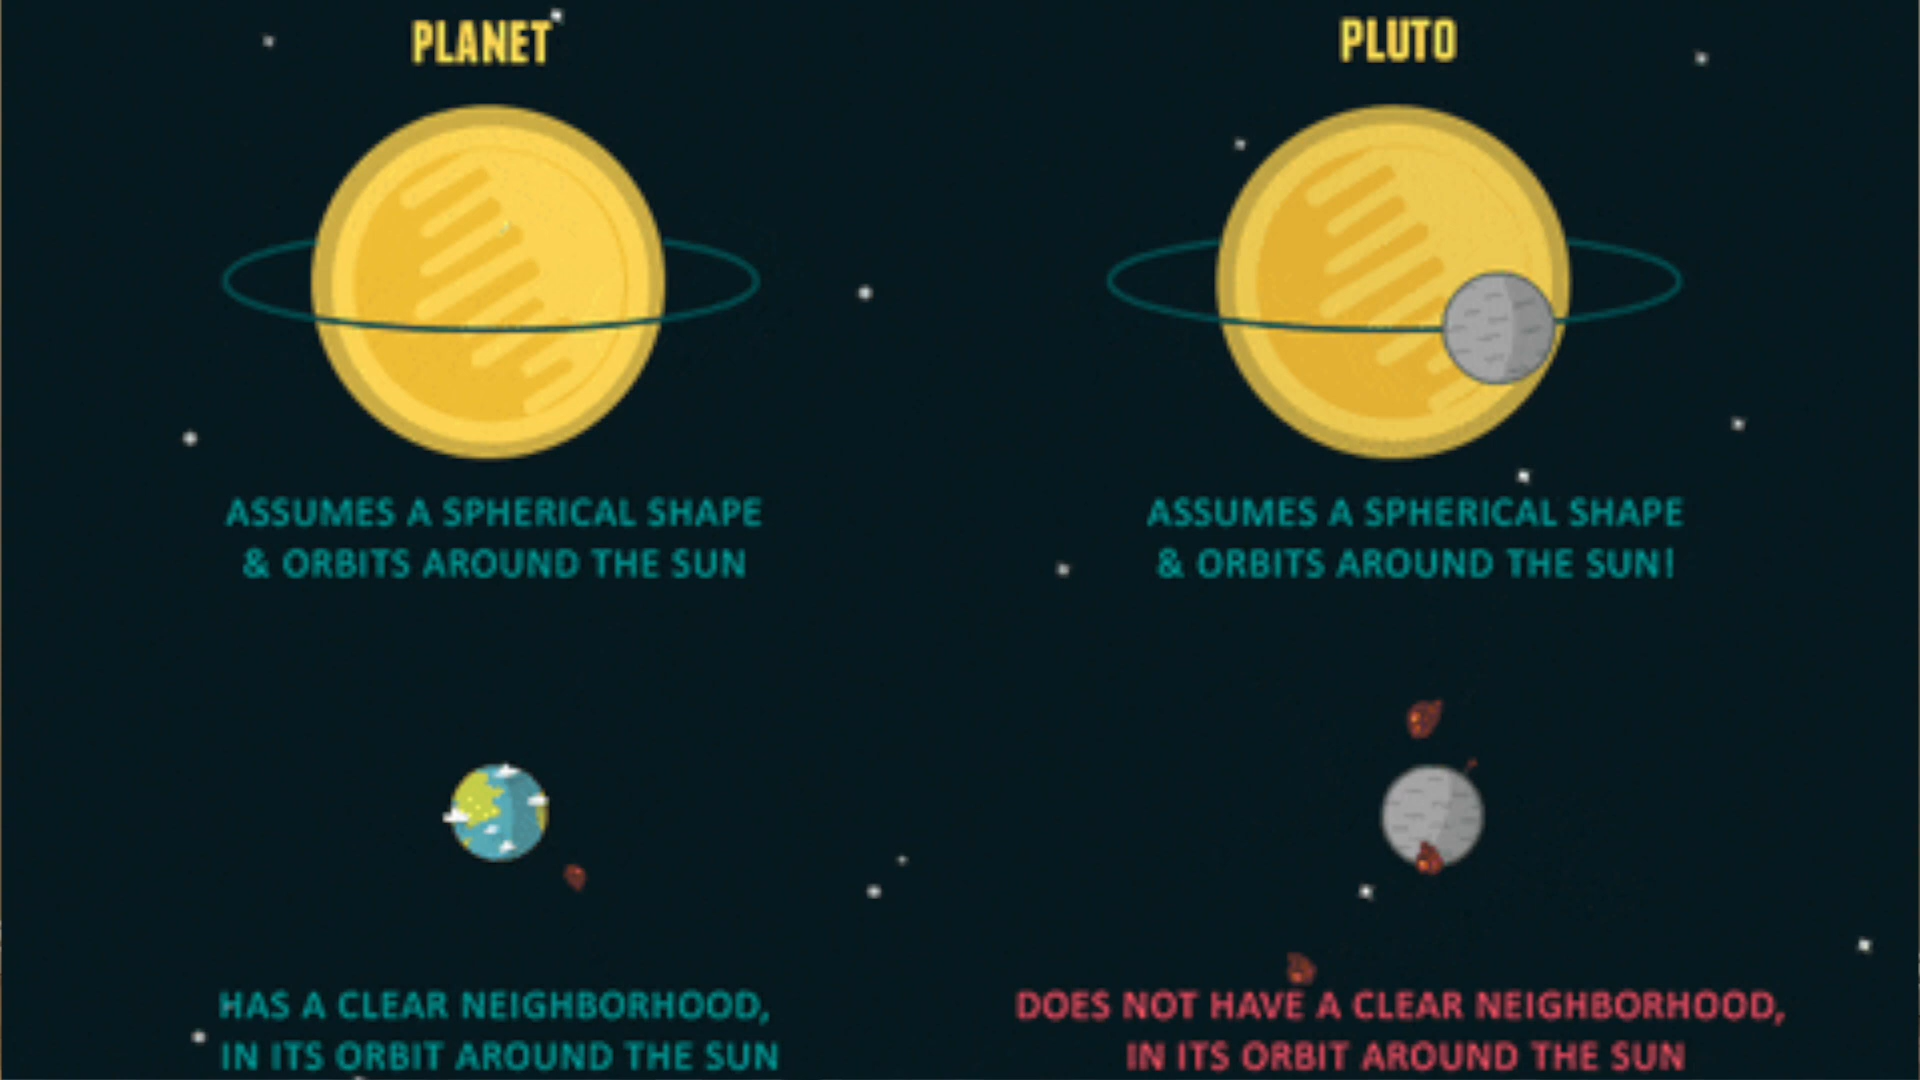 PLANET
PLUTO
ASSUMES A SPHERICAL SHAPE
& ORBITS AROUND THE SUN
ASSUMES A SPHERICAL SHAPE
& ORBITS AROUND THE SUN!
HAS A CLEAR NEIGHBORHOOD,
IN ITS ORBIT AROUND THE SUN
DOES NOT HAVE A CLEAR NEIGHBORHOOD,
IN ITS ORBIT AROUND THE SUN